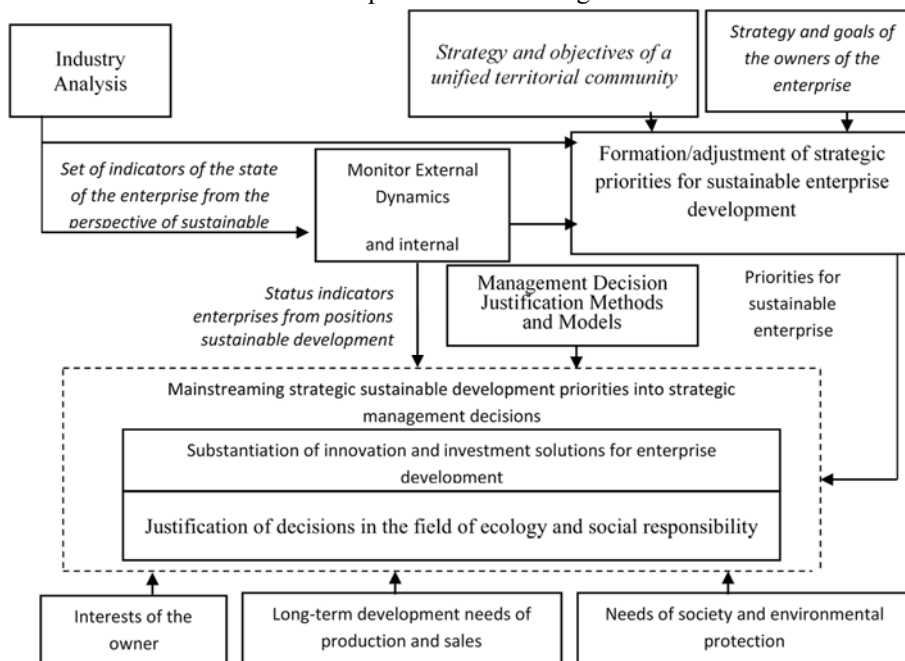 Industry
Analysis
Strategy and objectives of a
unified territorial community
Strategy and goals of
the owners of the
enterprise
Set of indicators of the state
of the enterprise from the
perspective of sustainable
Monitor External
Dynamics
and internal
Formation/adjustment of strategic
priorities for sustainable enterprise
development
Status indicators
enterprises from positions
sustainable development
Management Decision
Justification Methods
and Models
Priorities for
sustainable
enterprise
Mainstreaming strategic sustainable development priorities into strategic
management decisions
Substantiation of innovation and investment solutions for enterprise
development
Justification of decisions in the field of ecology and social responsibility
Interests of the
owner
Long-term development needs of
production and sales
Needs of society and environmental
protection